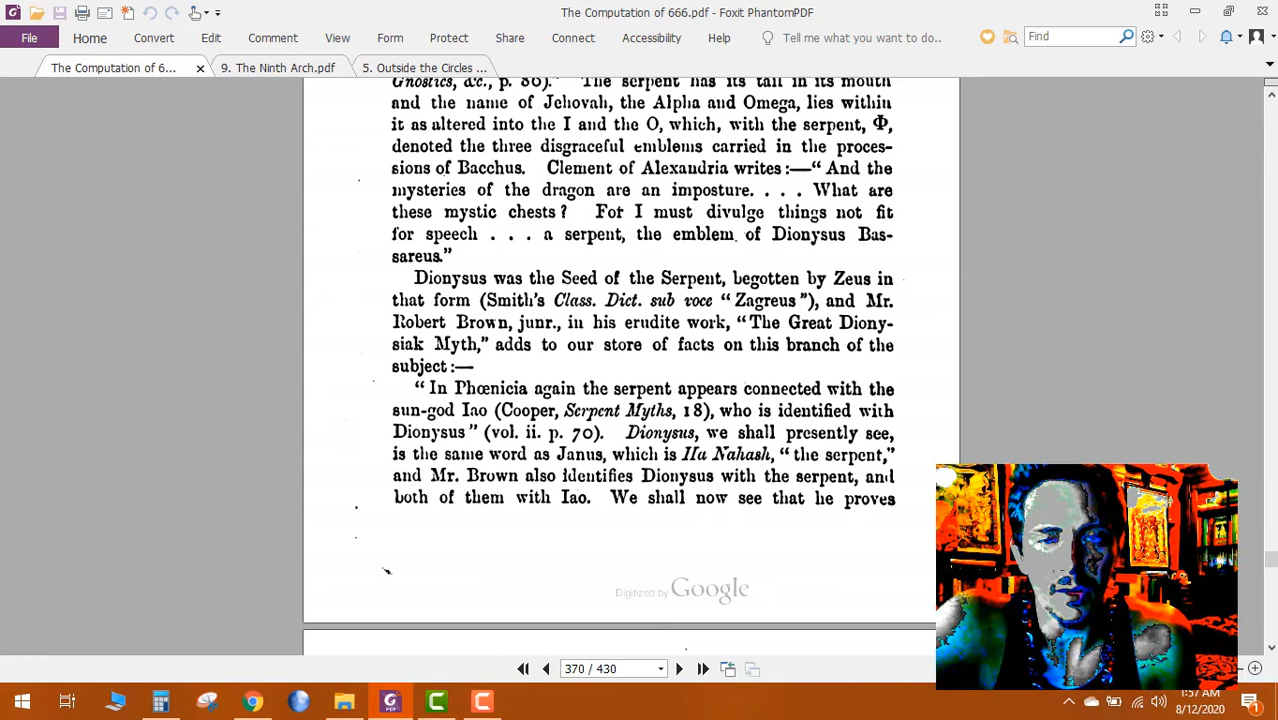 The Computation of 666.pdf - Foxit PhantomPDF
File Home Convert Edit Comment View Form Protect Share Connect Accessibility Help Tell me what you want to do.. Find
The Computation of 6... 9. The Ninth Arch.pdf 5. Outside the Circles ...
Gnostics, &c., p. 80).” The serpent has its tail in its mouth
and the name of Jehovah, the Alpha and Omega, lies within
it as altered into the I and the O, which, with the serpent, Φ,
denoted the three disgraceful emblems carried in the proces-
sions of Bacchus. Clement of Alexandria writes :—“ And the
mysteries of the dragon are an imposture. . . . What are
these mystic chests ? For I must divulge things not fit
for speech . . . a serpent, the emblem of Dionysus Bas-
sareus.”
Dionysus was the Seed of the Serpent, begotten by Zeus in
that form (Smith’s Class. Dict. sub voce “ Zagreus ”), and Mr.
Robert Brown, junr., in his erudite work, “The Great Diony-
siak Myth,” adds to our store of facts on this branch of the
subject :—
“ In Phœnicia again the serpent appears connected with the
sun-god Iao (Cooper, Serpent Myths, 18), who is identified with
Dionysus ” (vol. ii. p. 70). Dionysus, we shall presently see,
is the same word as Janus, which is Ha Nahash, “ the serpent,”
and Mr. Brown also identifies Dionysus with the serpent, and
both of them with Iao. We shall now see that he proves
Digitized by Google
370 / 430
1:57 AM
8/12/2020